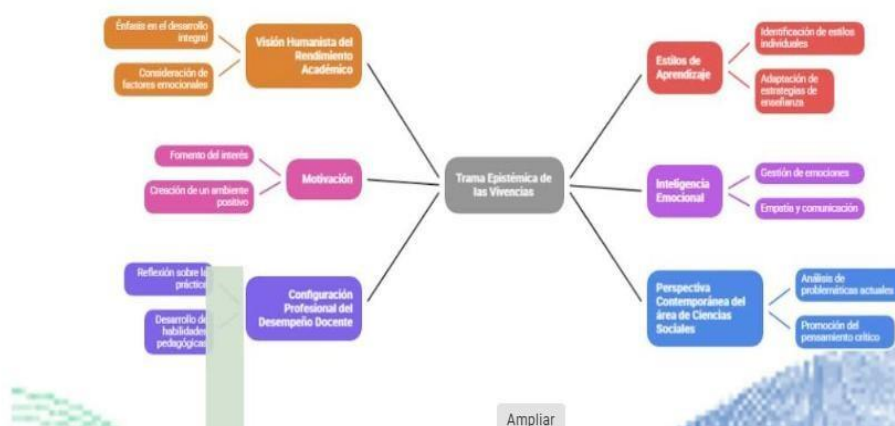 Énfasis en el desarrollo
integral
Consideración de
factores emocionales
Visión Humanista del
Rendimiento
Académico
Fomento del interés
Creación de un ambiente
positivo
Motivación
Reflexión sobre la
práctica
Desarrollo de
habilidades
pedagógicas
Configuración
Profesional del
Desempeño Docente
Trama Epistémica de
las Vivencias
Estilos de
Aprendizaje
Identificación de estilos
individuales
Adaptación de
estrategias de
enseñanza
Inteligencia
Emocional
Gestión de emociones
Empatía y comunicación
Perspectiva
Contemporánea del
área de Ciencias
Sociales
Análisis de
problemáticas actuales
Promoción del
pensamiento crítico
Ampliar